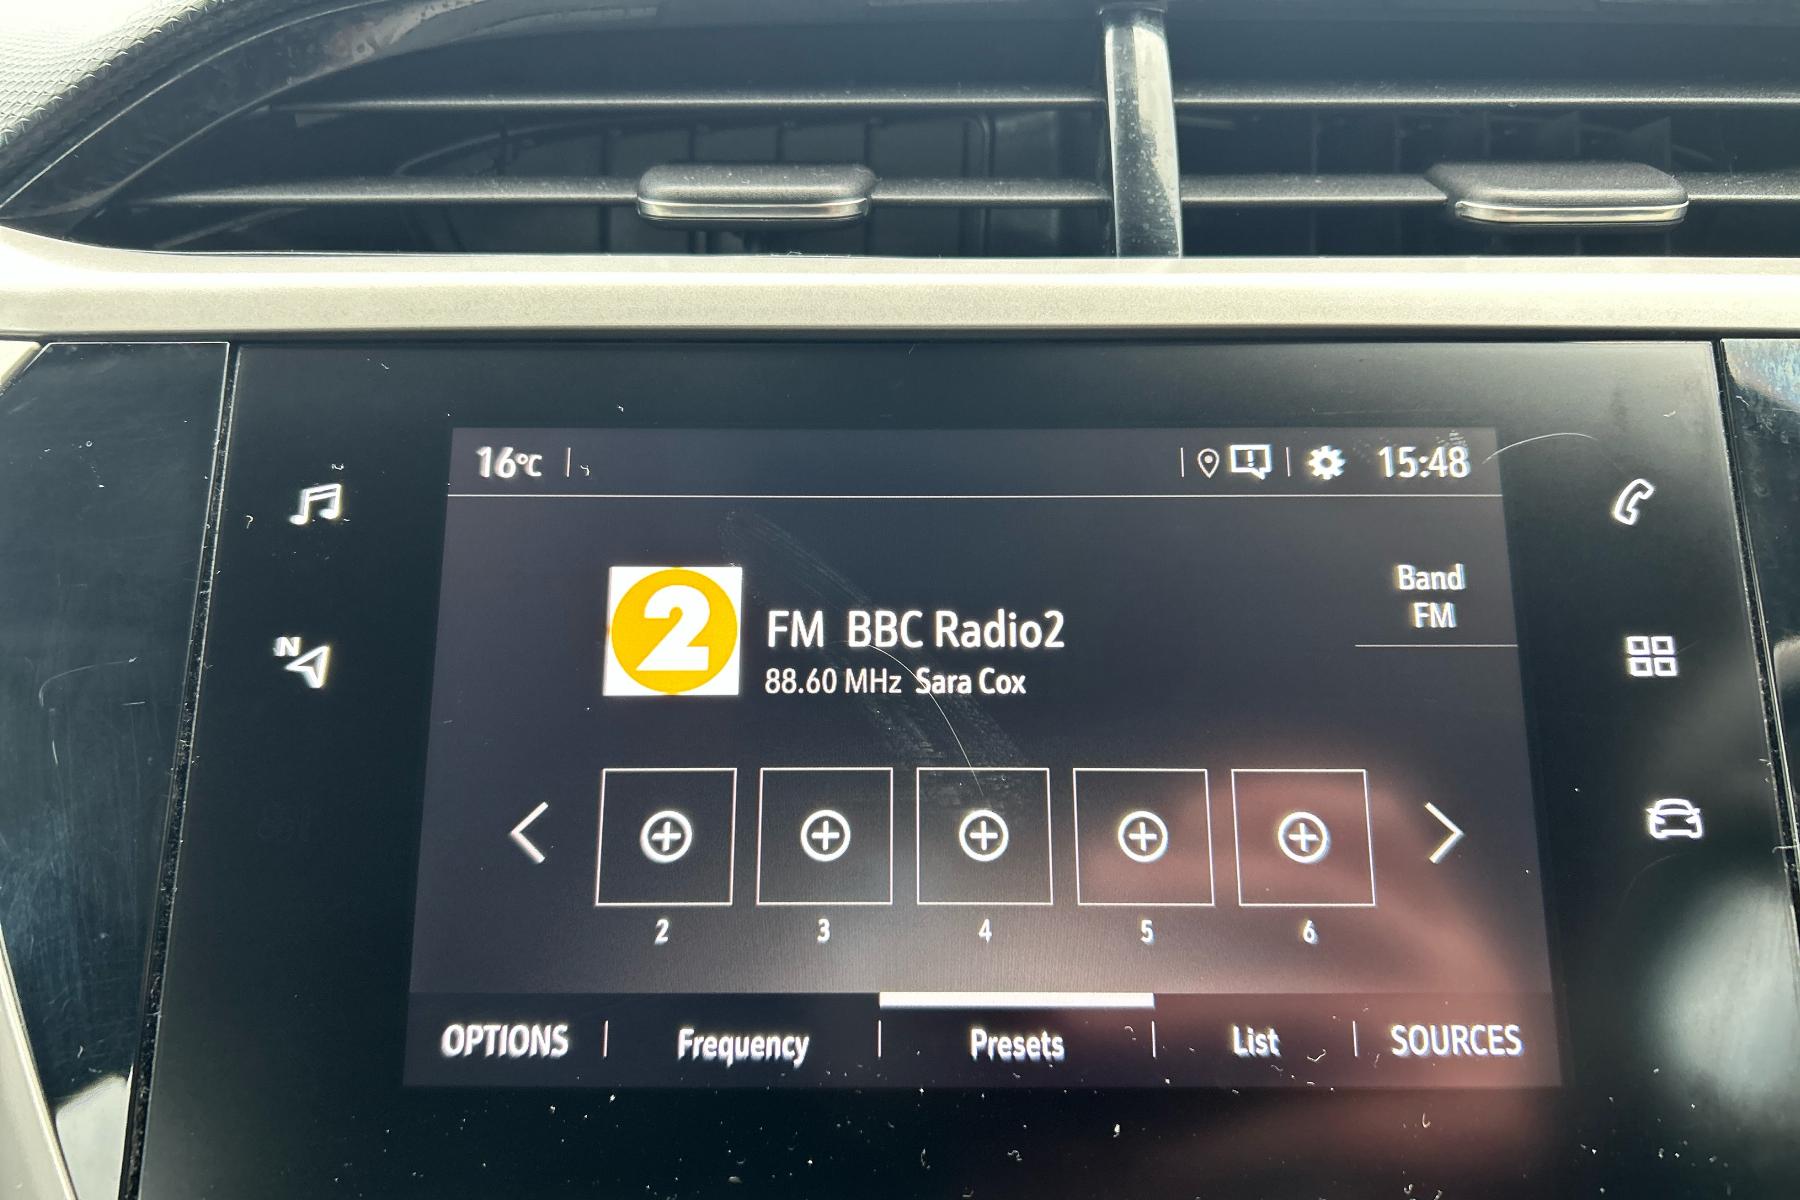 16°C
15:48
N
2
FM BBC Radio2
88.60 MHz Sara Cox
Band
FM
2 3 4 5 6
OPTIONS Frequency Presets List SOURCES